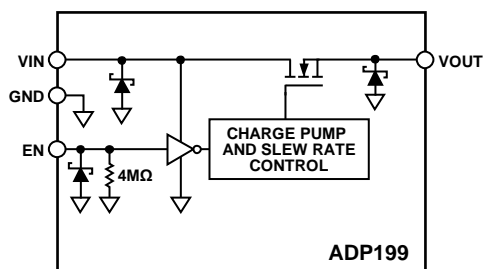 VIN
VOUT
GND
EN
4MΩ
CHARGE PUMP
AND SLEW RATE
CONTROL
ADP199